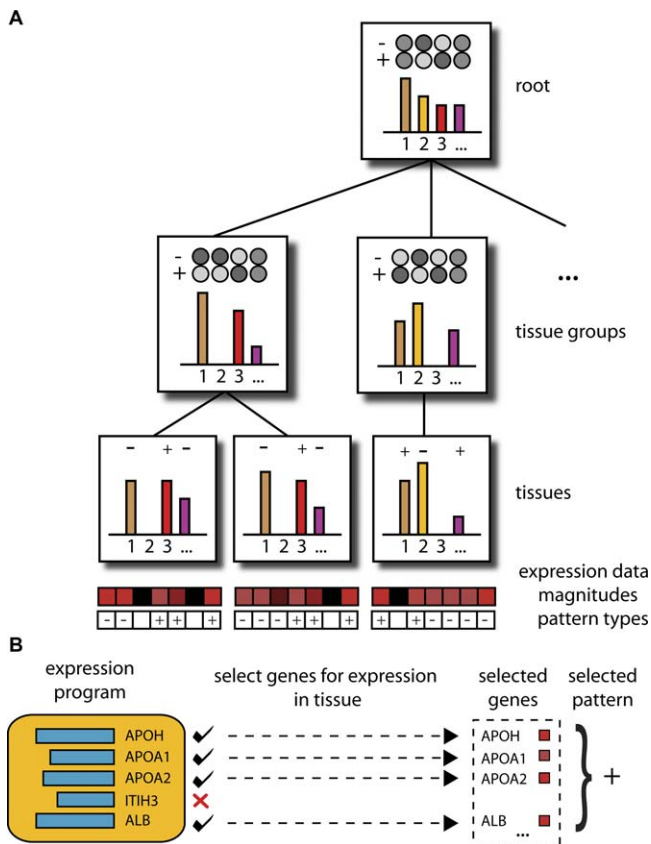 A
-
+
root
1 2 3 ...
-
+
-
+
...
tissue groups
1 2 3 ...
1 2 3 ...
- + -
- + -
+ - +
tissues
1 2 3 ...
1 2 3 ...
1 2 3 ...
expression data
magnitudes
- - + + +
- - - + + +
+ - - - - -
pattern types
B
expression
program
select genes for expression
in tissue
selected
genes
selected
pattern
APOH
APOH
APOA1
APOA1
APOA2
APOA2
+
ITIH3
ALB
ALB
...